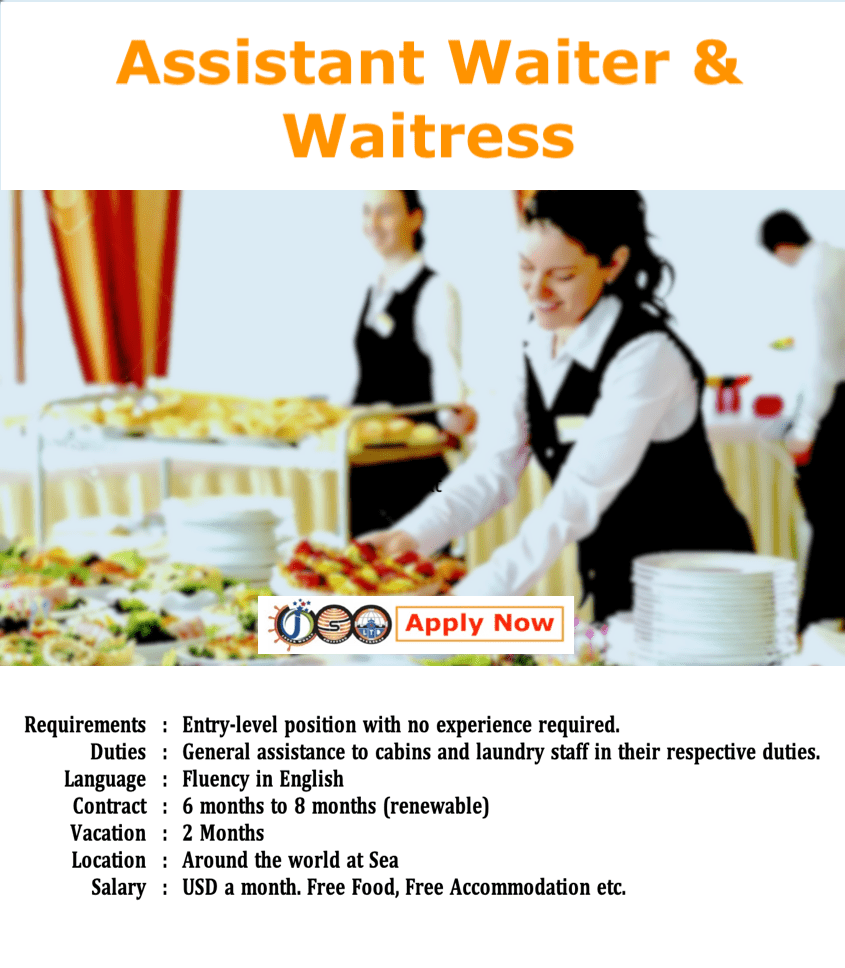 Assistant Waiter &
Waitress
J S LTD
Apply Now
Requirements : Entry-level position with no experience required.
Duties : General assistance to cabins and laundry staff in their respective duties.
Language : Fluency in English
Contract : 6 months to 8 months (renewable)
Vacation : 2 Months
Location : Around the world at Sea
Salary : USD a month. Free Food, Free Accommodation etc.